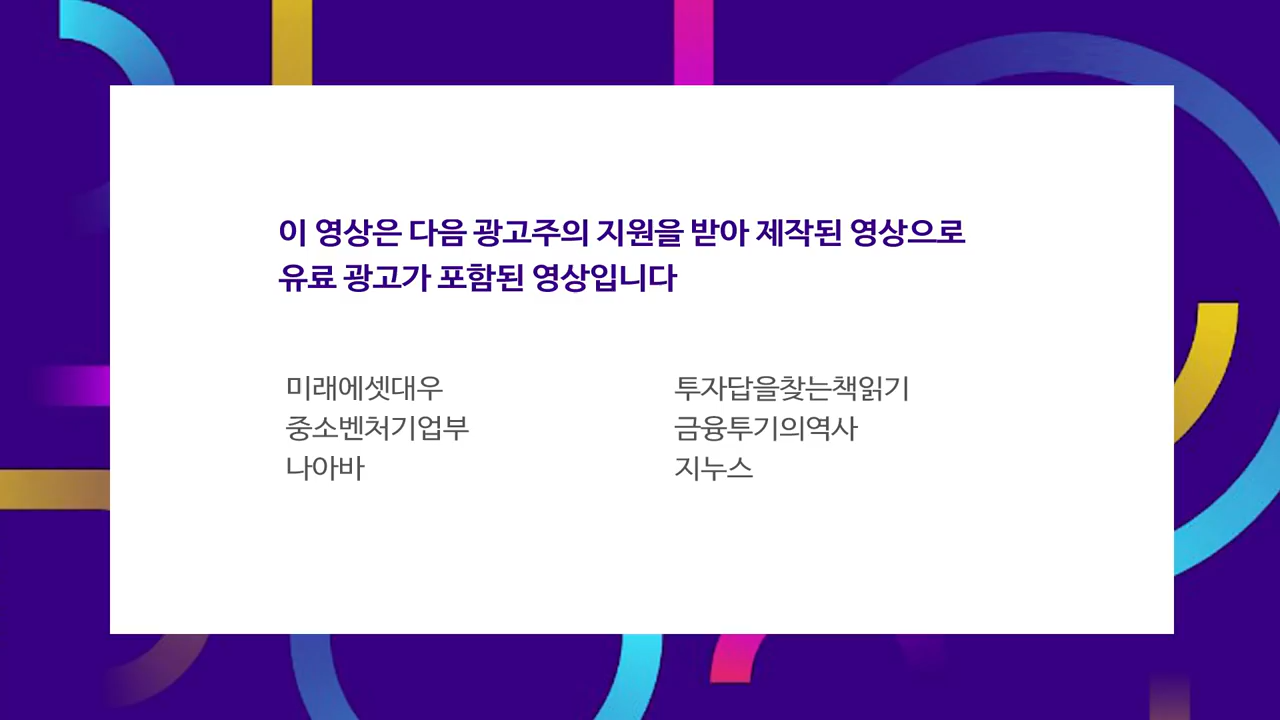 이 영상은 다음 광고주의 지원을 받아 제작된 영상으로
유료 광고가 포함된 영상입니다
미래에셋대우
중소벤처기업부
나아바
투자답을찾는책읽기
금융투기의역사
지누스